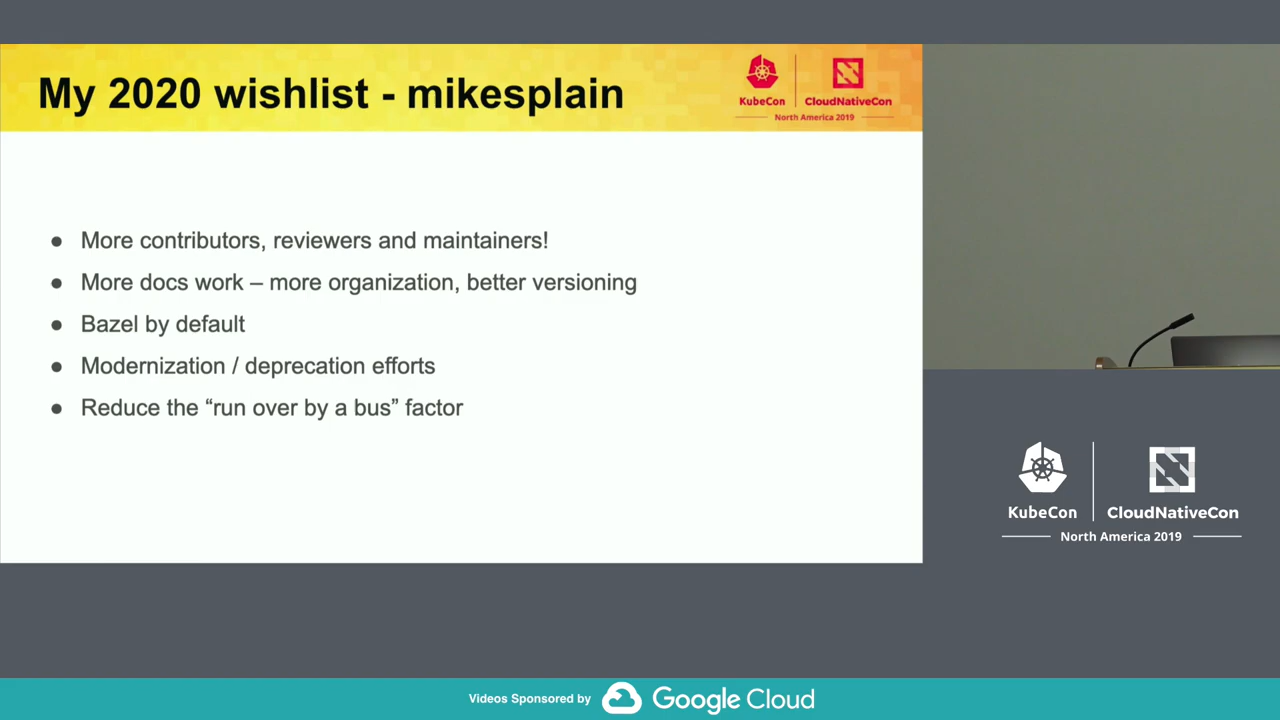 My 2020 wishlist - mikesplain
KubeCon
CloudNativeCon
North America 2019
● More contributors, reviewers and maintainers!
● More docs work – more organization, better versioning
● Bazel by default
● Modernization / deprecation efforts
● Reduce the “run over by a bus” factor
KubeCon
CloudNativeCon
North America 2019
Videos Sponsored by Google Cloud